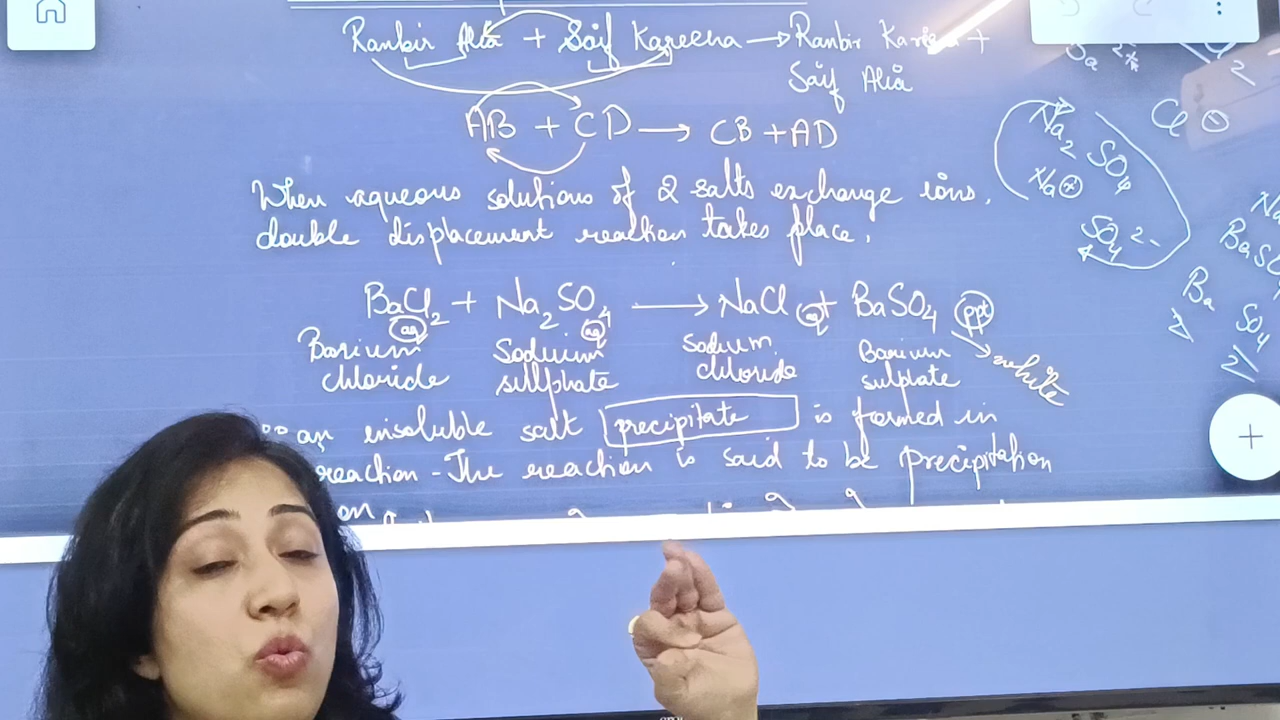 Ranbir Alia + Saif Kareena → Ranbir Kareena +
Saif Alia
AB + CD → CB + AD
When aqueous solutions of 2 salts exchange ions,
double displacement reaction takes place.
BaCl₂ (aq) + Na₂SO₄ (aq) → NaCl (aq) + BaSO₄ (ppt) → white
Barium chloride
Sodium sulphate
Sodium chloride
Barium sulphate
∵ an insoluble salt precipitate is formed in
reaction - The reaction is said to be precipitation
on
Na₂ SO₄
Na⊕
SO₄ 2-
Cl ⊖
Ba
SO₄
2
2